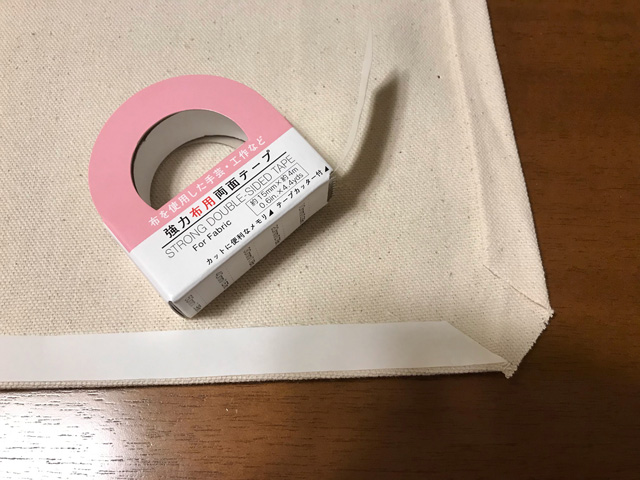 布を使用した手芸・工作など
強力布用両面テープ
STRONG DOUBLE-SIDED TAPE
For Fabric
約15mm×約4m
0.6in.×4.4yds.
カットに便利なメモリ
テープカッター付